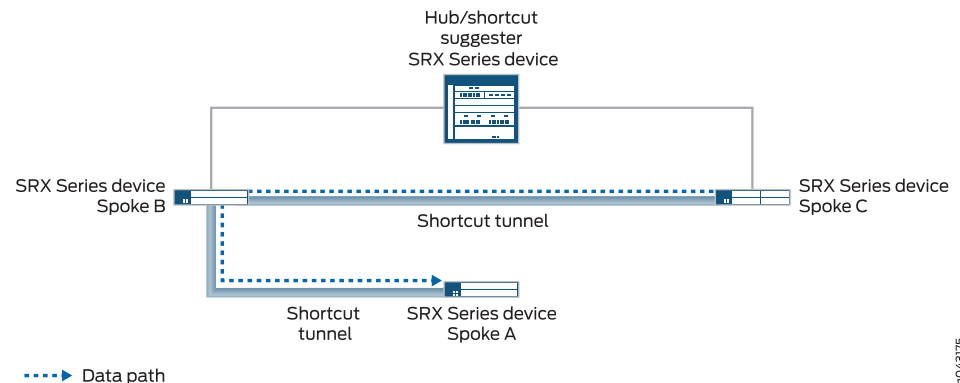 Hub/shortcut
suggester
SRX Series device
SRX Series device
Spoke B
SRX Series device
Spoke C
Shortcut tunnel
Shortcut
tunnel
SRX Series device
Spoke A
Data path